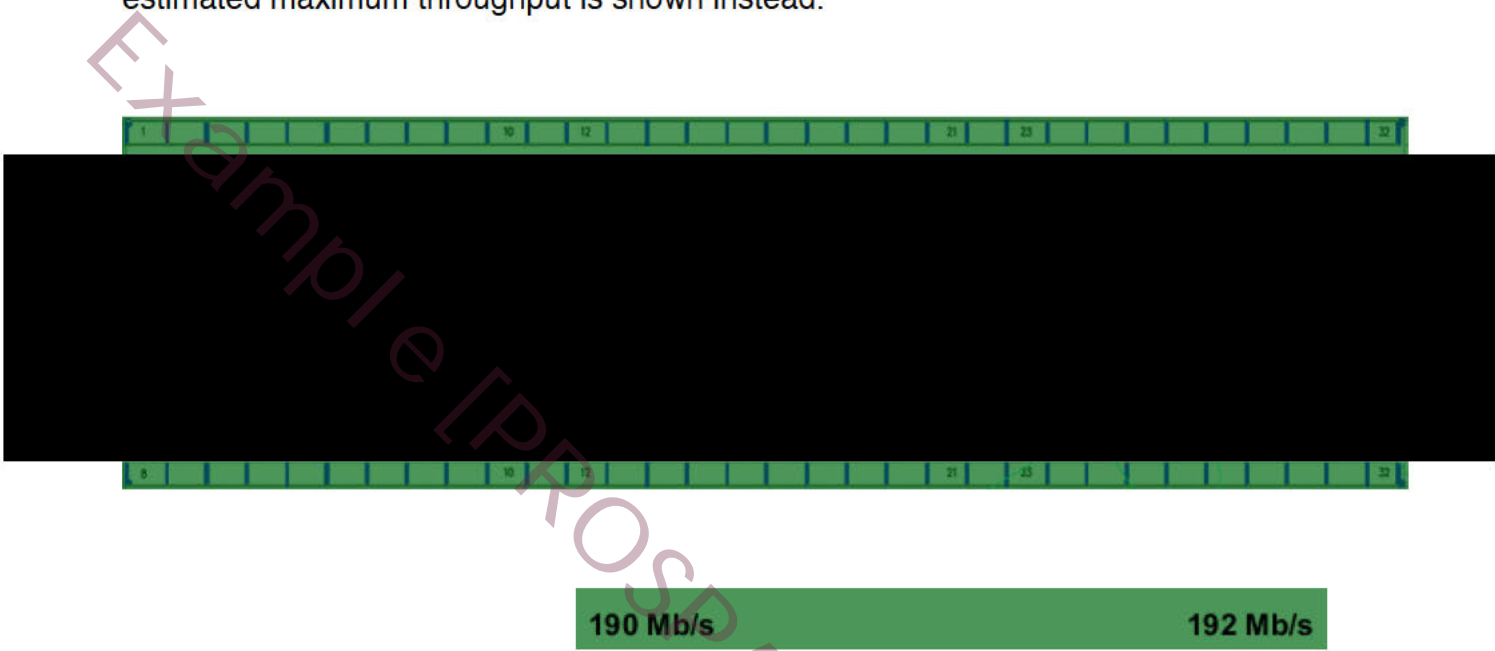 estimated maximum throughput is shown instead.
1 10 12 21 23 32
8 10 12 21 23 32
190 Mb/s 192 Mb/s
Example [PROSP